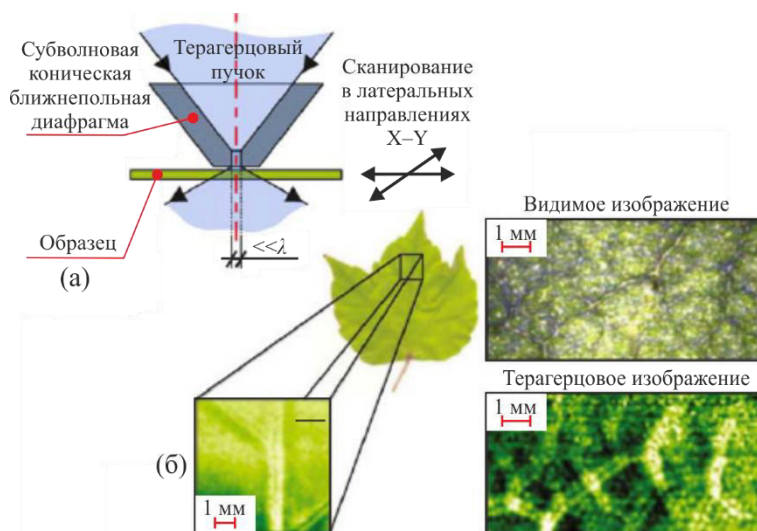 Субволновая
коническая
ближнепольная
диафрагма
Терагерцовый
пучок
Сканирование
в латеральных
направлениях
X–Y
Образец
<<λ
(а)
Видимое изображение
1 мм
Терагерцовое изображение
1 мм
(б)
1 мм